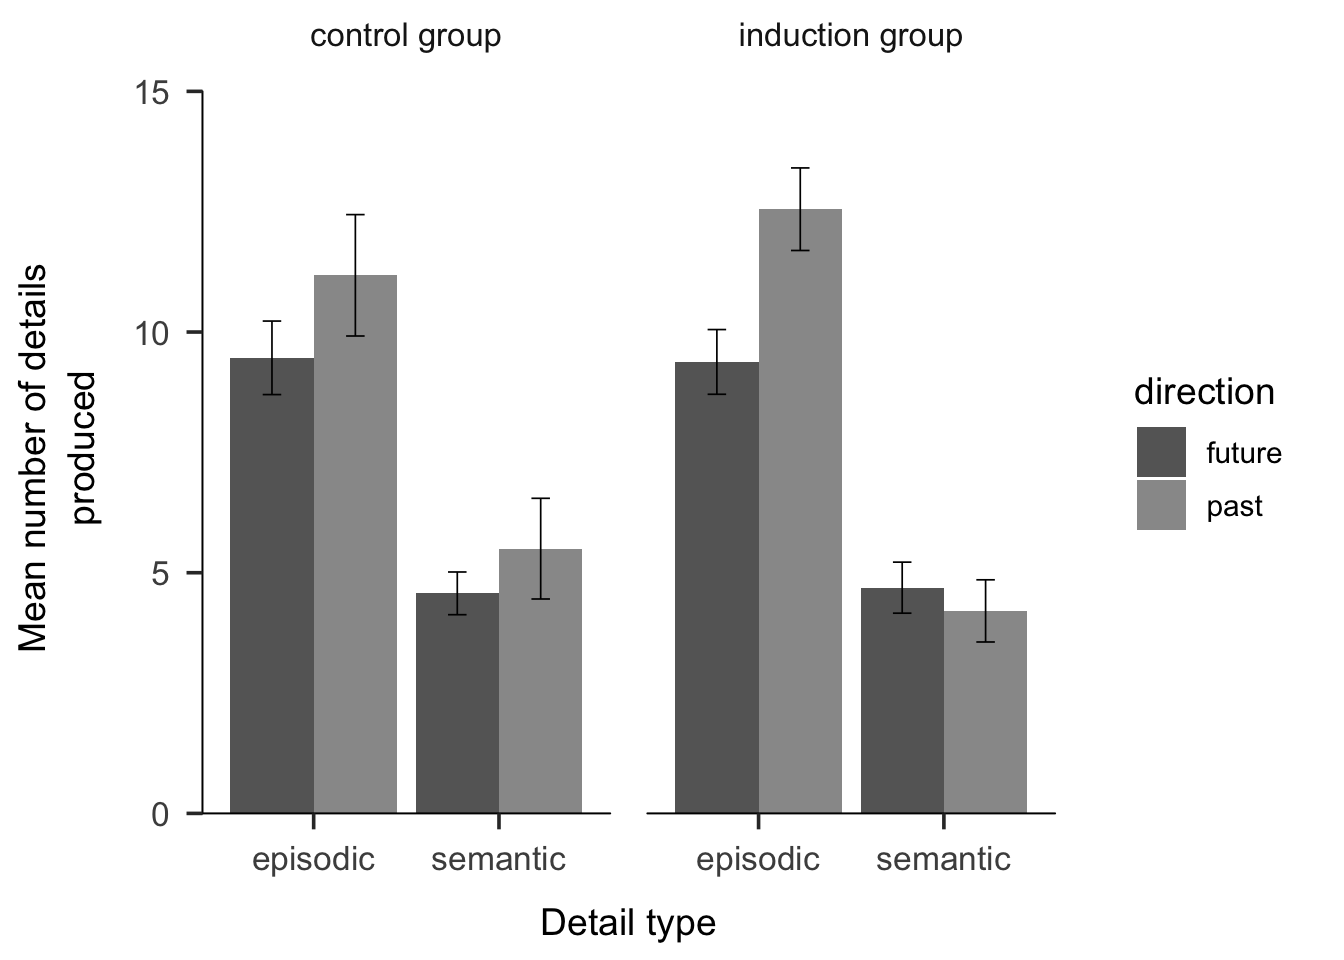 control group
induction group
15
10
5
0
Mean number of details
produced
episodic
semantic
episodic
semantic
Detail type
direction
future
past